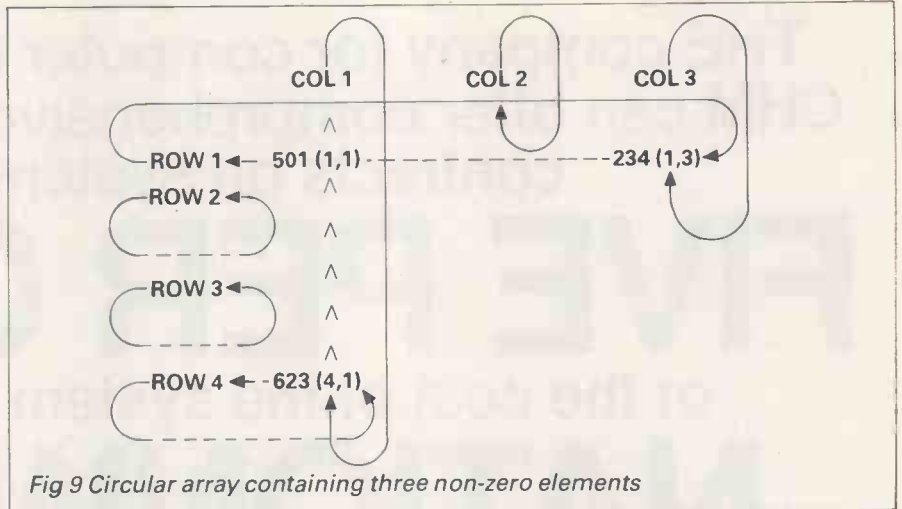 COL 1 COL 2 COL 3
ROW 1 501 (1,1) 234 (1,3)
ROW 2
ROW 3
ROW 4 623 (4,1)
Fig 9 Circular array containing three non-zero elements